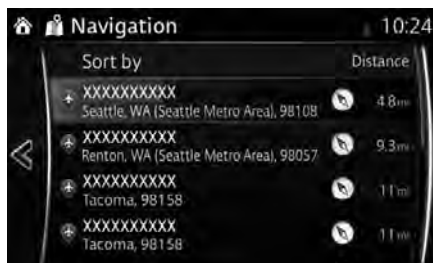 Navigation 10:24
Sort by Distance
XXXXXXXXXX
Seattle, WA (Seattle Metro Area), 98108 4.8mi
XXXXXXXXXX
Renton, WA (Seattle Metro Area), 98057 9.3mi
XXXXXXXXXX
Tacoma, 98158 11mi
XXXXXXXXXX
Tacoma, 98158 11mi